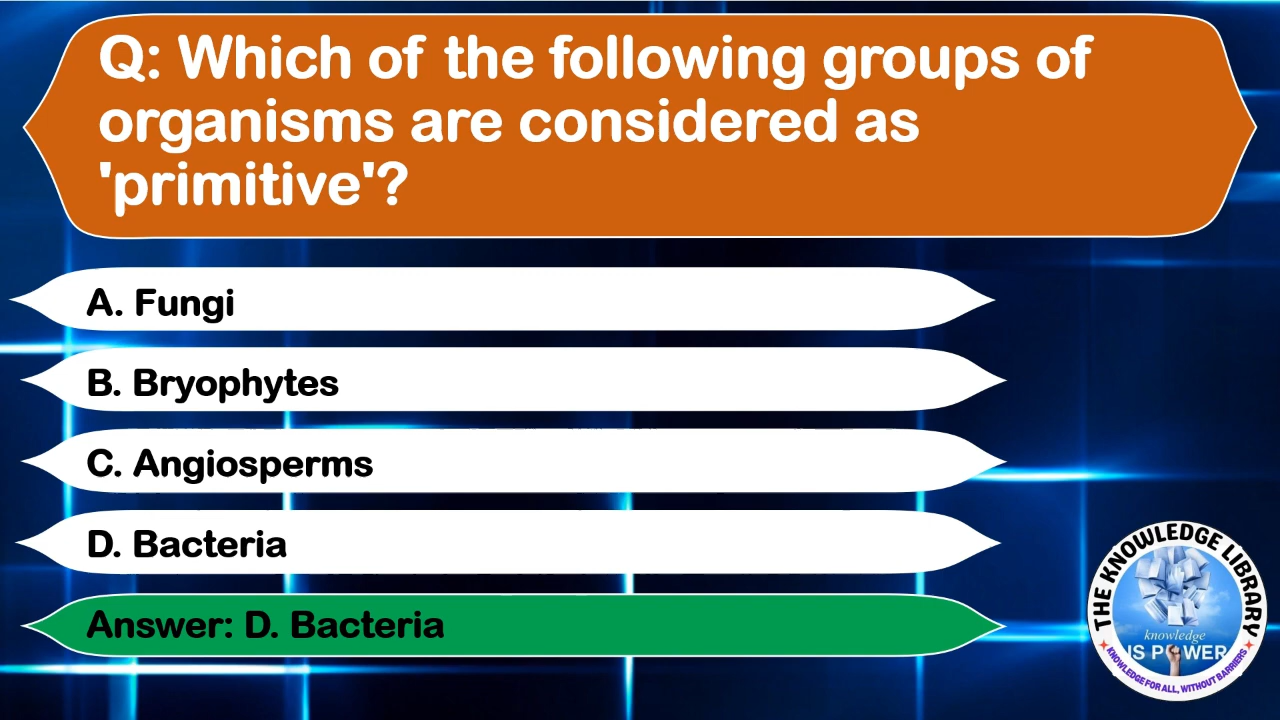 Q: Which of the following groups of
organisms are considered as
'primitive'?
A. Fungi
B. Bryophytes
C. Angiosperms
D. Bacteria
Answer: D. Bacteria
THE KNOWLEDGE LIBRARY
knowledge
IS POWER
KNOWLEDGE FOR ALL, WITHOUT BARRIERS